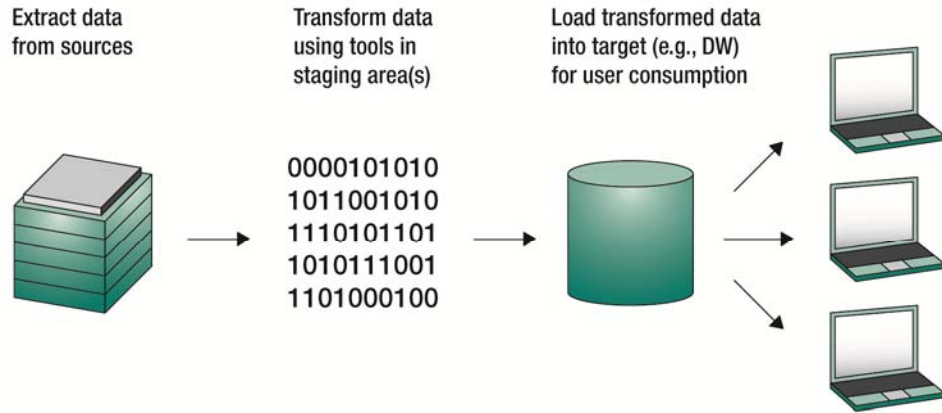 Extract data
from sources
Transform data
using tools in
staging area(s)
Load transformed data
into target (e.g., DW)
for user consumption
0000101010
1011001010
1110101101
1010111001
1101000100